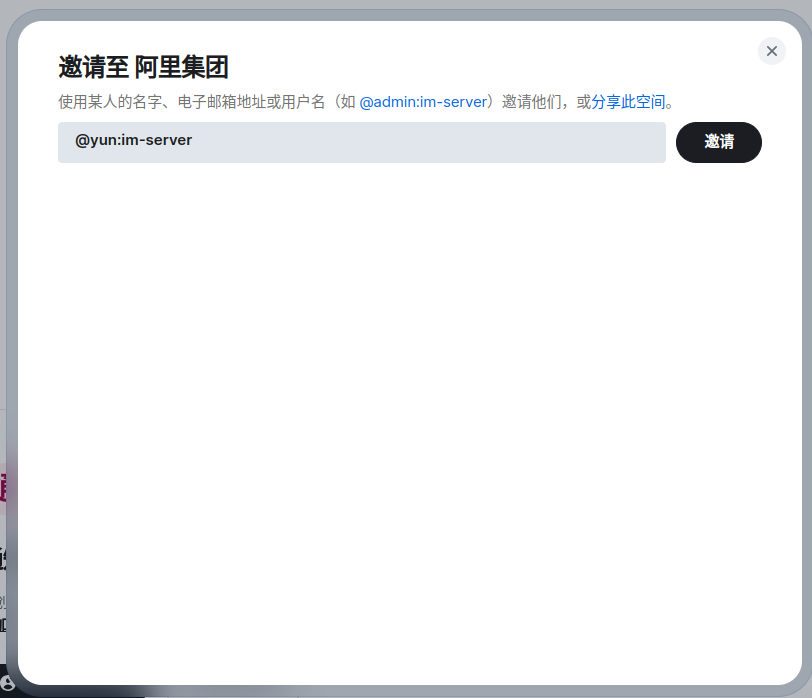 邀请至 阿里集团
使用某人的名字、电子邮箱地址或用户名（如 @admin:im-server）邀请他们，或分享此空间。
@yun:im-server
邀请